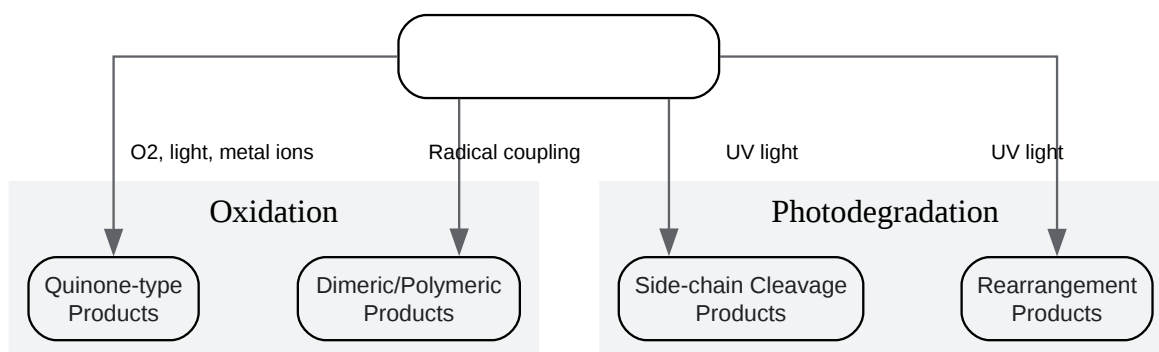 O2, light, metal ions
Radical coupling
UV light
UV light
Oxidation
Photodegradation
Quinone-type
Products
Dimeric/Polymeric
Products
Side-chain Cleavage
Products
Rearrangement
Products